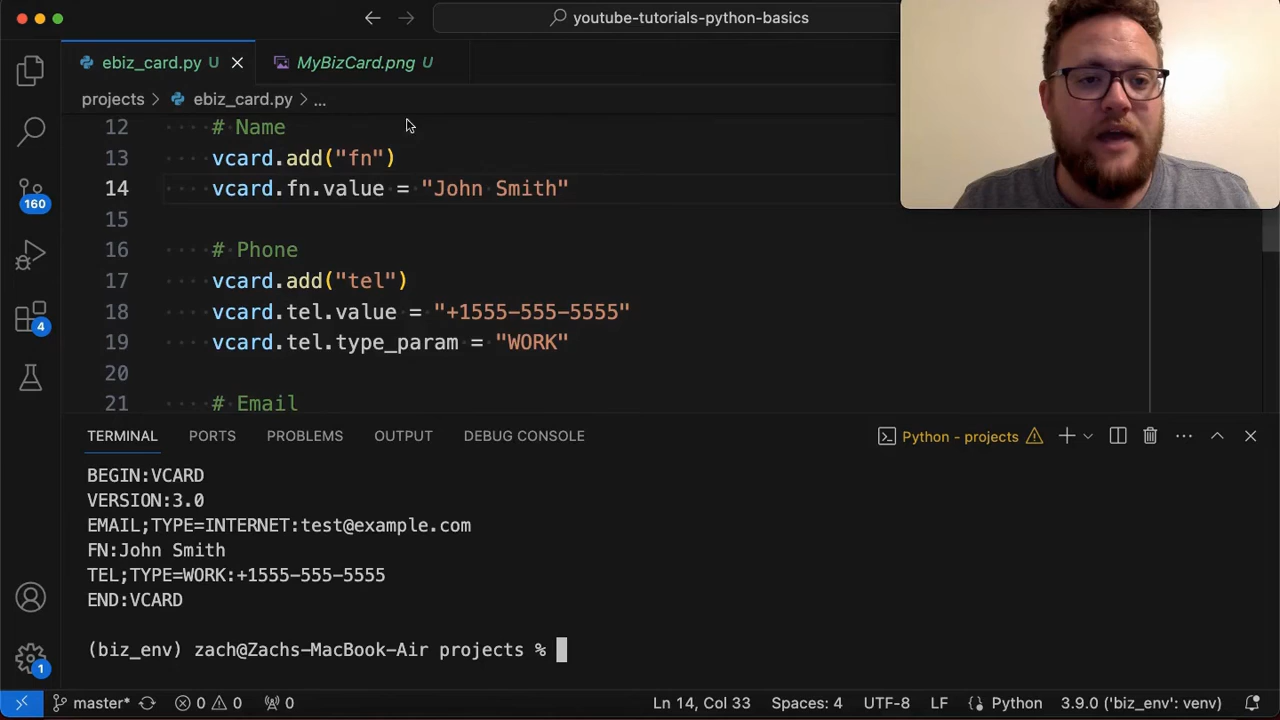 youtube-tutorials-python-basics
ebiz_card.py U
MyBizCard.png U
projects > ebiz_card.py > ...
12 # Name
13 vcard.add("fn")
14 vcard.fn.value = "John Smith"
15
16 # Phone
17 vcard.add("tel")
18 vcard.tel.value = "+1555-555-5555"
19 vcard.tel.type_param = "WORK"
20
21 # Email
160
4
1
TERMINAL PORTS PROBLEMS OUTPUT DEBUG CONSOLE Python - projects
BEGIN:VCARD
VERSION:3.0
EMAIL;TYPE=INTERNET:test@example.com
FN:John Smith
TEL;TYPE=WORK:+1555-555-5555
END:VCARD
(biz_env) zach@Zachs-MacBook-Air projects %
master* 0 0 0 Ln 14, Col 33 Spaces: 4 UTF-8 LF Python 3.9.0 ('biz_env': venv)